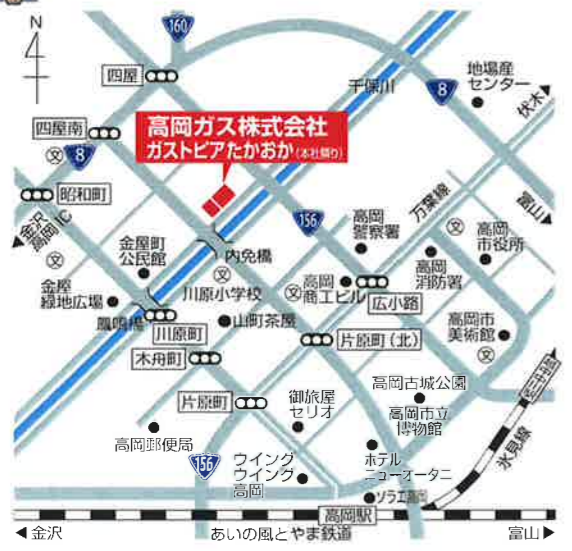 N
160
四屋
千保川
8
地場産
センター
伏木
四屋南
高岡ガス株式会社
ガストピアたかおか(本社隣り)
文
8
昭和町
156
万葉線
富山
金沢
高岡IC
文
金屋町
公民館
内免橋
高岡
警察署
文
高岡
市役所
文
川原小学校
文
高岡
商工ビル
高岡
消防署
広小路
金屋
緑地広場
鳳鳴橋
川原町
山町茶屋
片原町(北)
高岡市
美術館
文
木舟町
片原町
御旅屋
セリオ
高岡古城公園
高岡市立
博物館
高岡郵便局
156
ウイング
ウイング
高岡
ホテル
ニューオータニ
氷見線
ソラエ高岡
高岡駅
金沢
あいの風とやま鉄道
富山